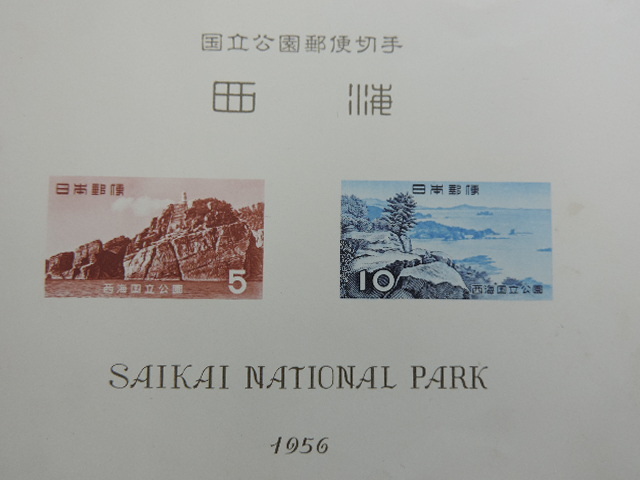 国立公園郵便切手
西海
日本郵便
5
西海国立公園
日本郵便
10
西海国立公園
SAIKAI NATIONAL PARK
1956